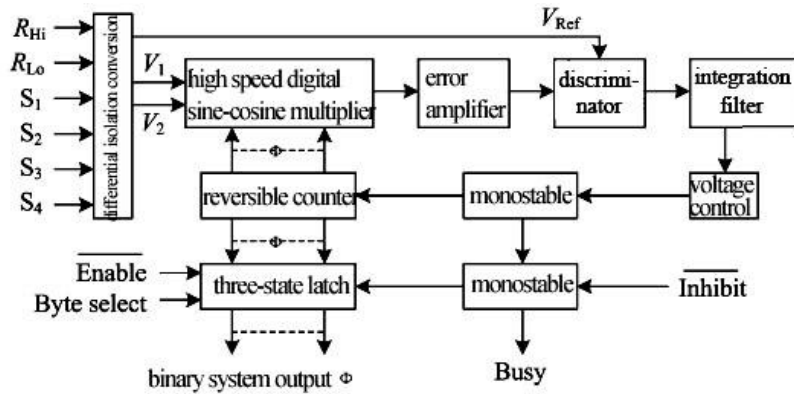 R_Hi
R_Lo
S_1
S_2
S_3
S_4
differential isolation conversion
V_1
V_2
V_Ref
high speed digital
sine-cosine multiplier
error
amplifier
discrimi-
nator
integration
filter
Φ
reversible counter
monostable
voltage
control
Φ
Enable
Byte select
three-state latch
monostable
Inhibit
binary system output Φ
Busy